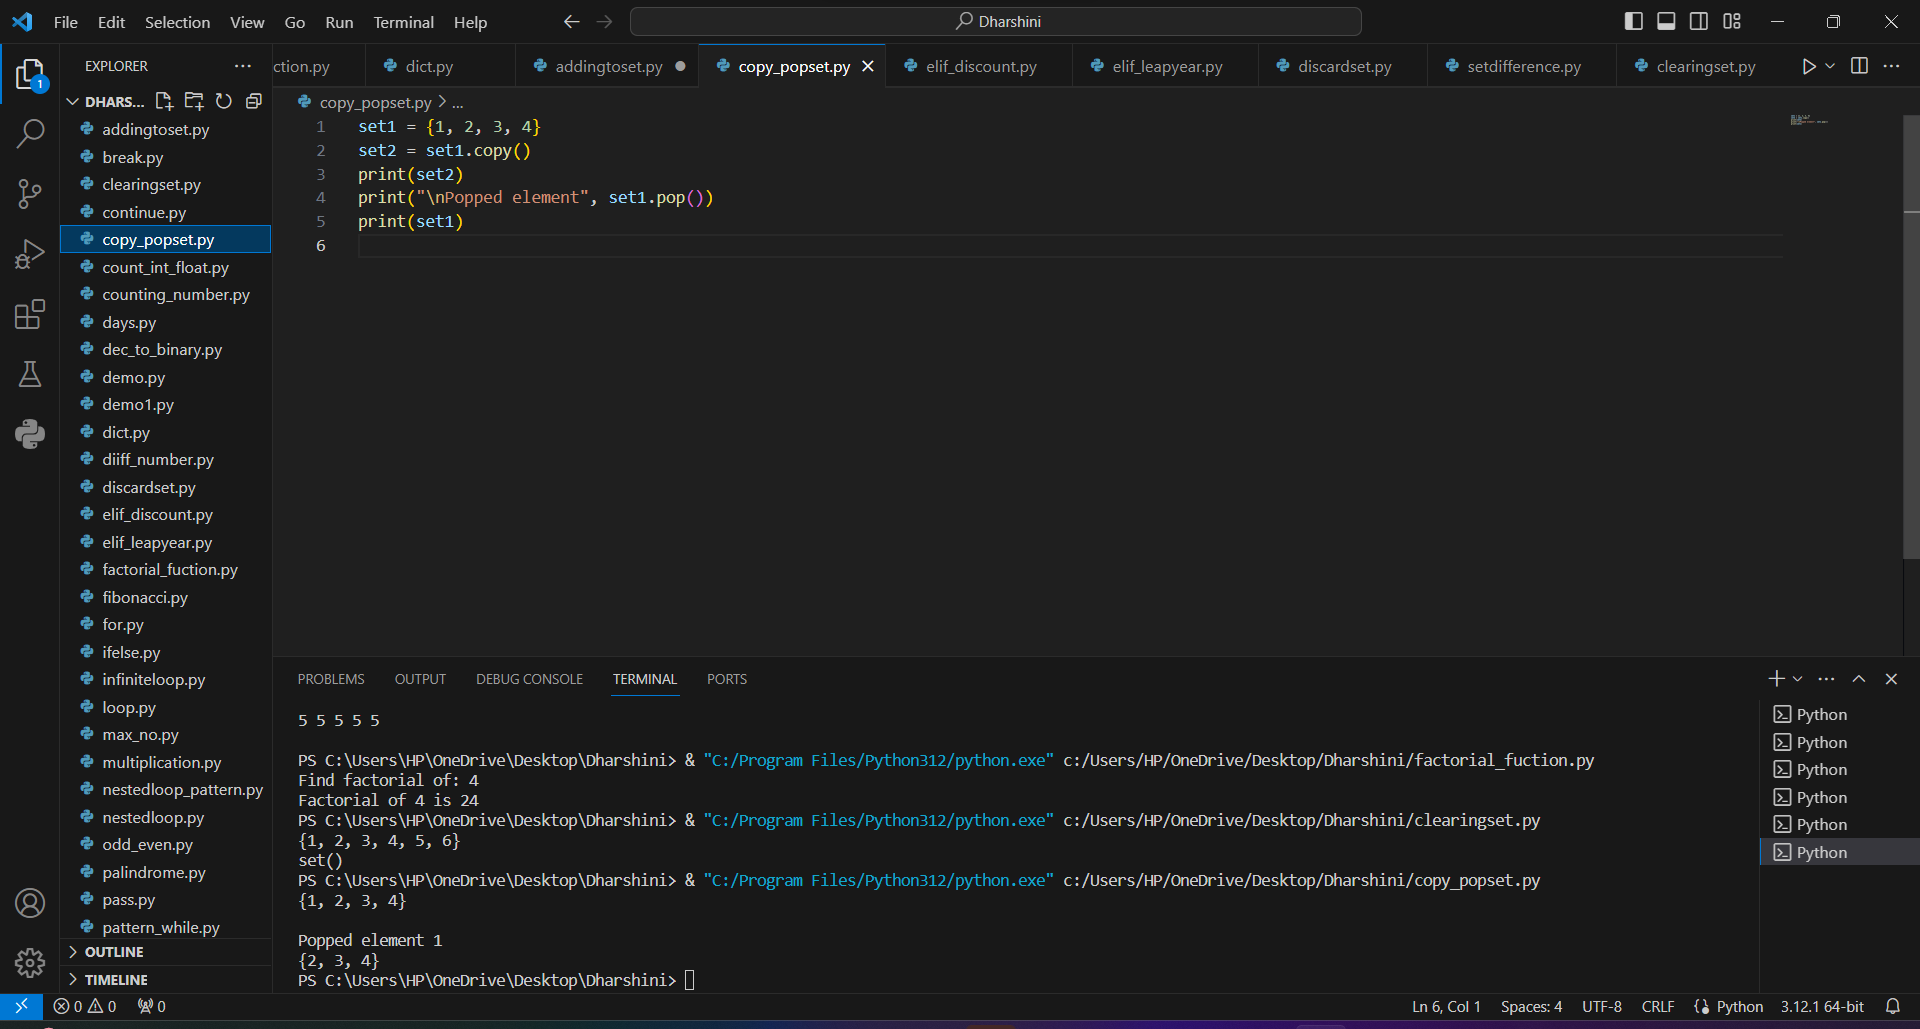 File Edit Selection View Go Run Terminal Help
Dharshini
EXPLORER
ction.py
dict.py
addingtoset.py
copy_popset.py
elif_discount.py
elif_leapyear.py
discardset.py
setdifference.py
clearingset.py
1
DHARS...
addingtoset.py
break.py
clearingset.py
continue.py
copy_popset.py
count_int_float.py
counting_number.py
days.py
dec_to_binary.py
demo.py
demo1.py
dict.py
diiff_number.py
discardset.py
elif_discount.py
elif_leapyear.py
factorial_fuction.py
fibonacci.py
for.py
ifelse.py
infiniteloop.py
loop.py
max_no.py
multiplication.py
nestedloop_pattern.py
nestedloop.py
odd_even.py
palindrome.py
pass.py
pattern_while.py
OUTLINE
TIMELINE
copy_popset.py > ...
1 set1 = {1, 2, 3, 4}
2 set2 = set1.copy()
3 print(set2)
4 print("\nPopped element", set1.pop())
5 print(set1)
6
PROBLEMS OUTPUT DEBUG CONSOLE TERMINAL PORTS
5 5 5 5 5
PS C:\Users\HP\OneDrive\Desktop\Dharshini> & "C:/Program Files/Python312/python.exe" c:/Users/HP/OneDrive/Desktop/Dharshini/factorial_fuction.py
Find factorial of: 4
Factorial of 4 is 24
PS C:\Users\HP\OneDrive\Desktop\Dharshini> & "C:/Program Files/Python312/python.exe" c:/Users/HP/OneDrive/Desktop/Dharshini/clearingset.py
{1, 2, 3, 4, 5, 6}
set()
PS C:\Users\HP\OneDrive\Desktop\Dharshini> & "C:/Program Files/Python312/python.exe" c:/Users/HP/OneDrive/Desktop/Dharshini/copy_popset.py
{1, 2, 3, 4}
Popped element 1
{2, 3, 4}
PS C:\Users\HP\OneDrive\Desktop\Dharshini>
Python
Python
Python
Python
Python
Python
0 0 0
Ln 6, Col 1 Spaces: 4 UTF-8 CRLF Python 3.12.1 64-bit